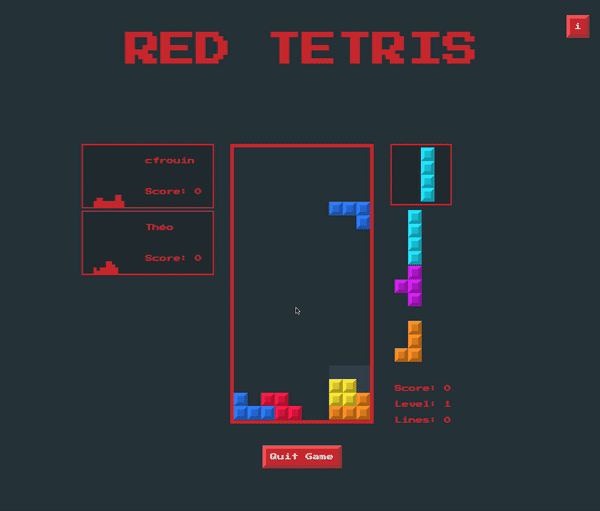 i
RED TETRIS
cfrouin
Score: 0
Théo
Score: 0
Score: 0
Level: 1
Lines: 0
Quit Game